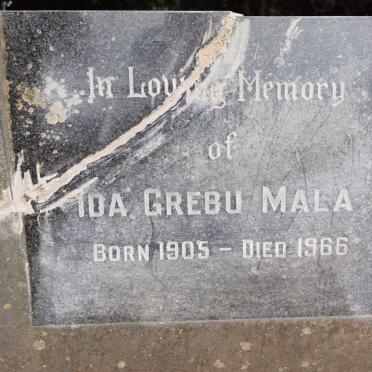 In Loving Memory
of
IDA GREBU MALA
BORN 1905 - DIED 1966